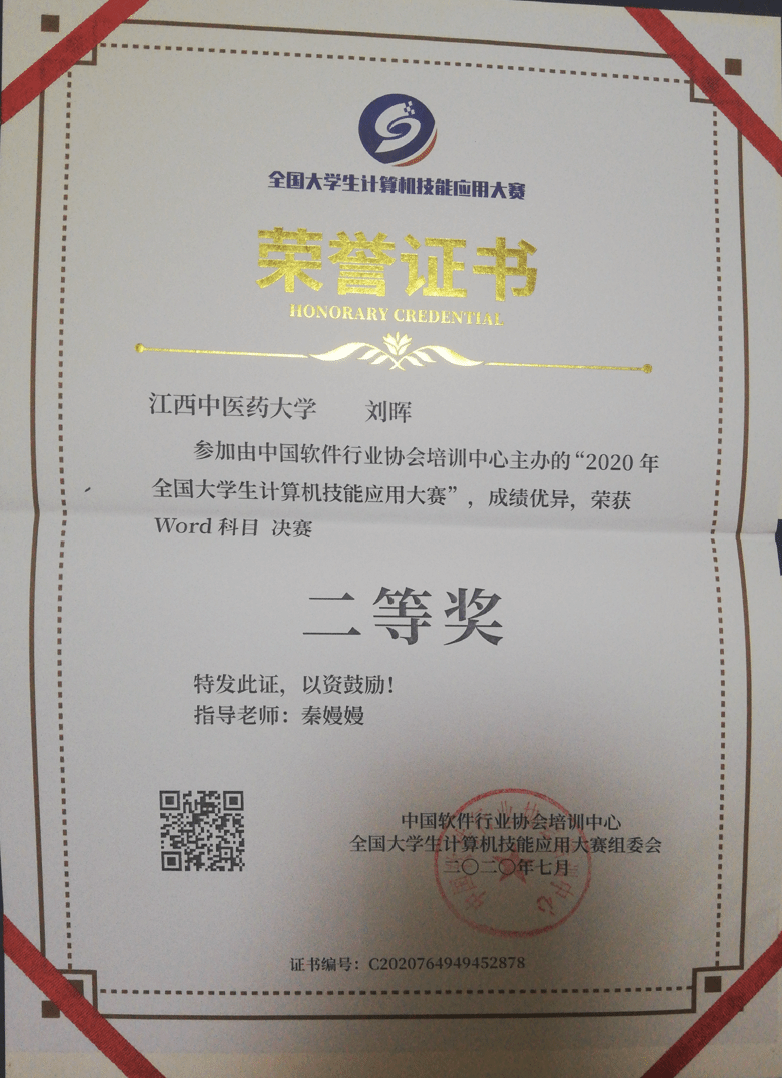 全国大学生计算机技能应用大赛
荣誉证书
HONORARY CREDENTIAL
江西中医药大学 刘晖
参加由中国软件行业协会培训中心主办的“2020 年
全国大学生计算机技能应用大赛”，成绩优异，荣获
Word 科目 决赛
二等奖
特发此证，以资鼓励！
指导老师：秦嫚嫚
中国软件行业协会培训中心
全国大学生计算机技能应用大赛组委会
二〇二〇年七月
证书编号：C2020764949452878